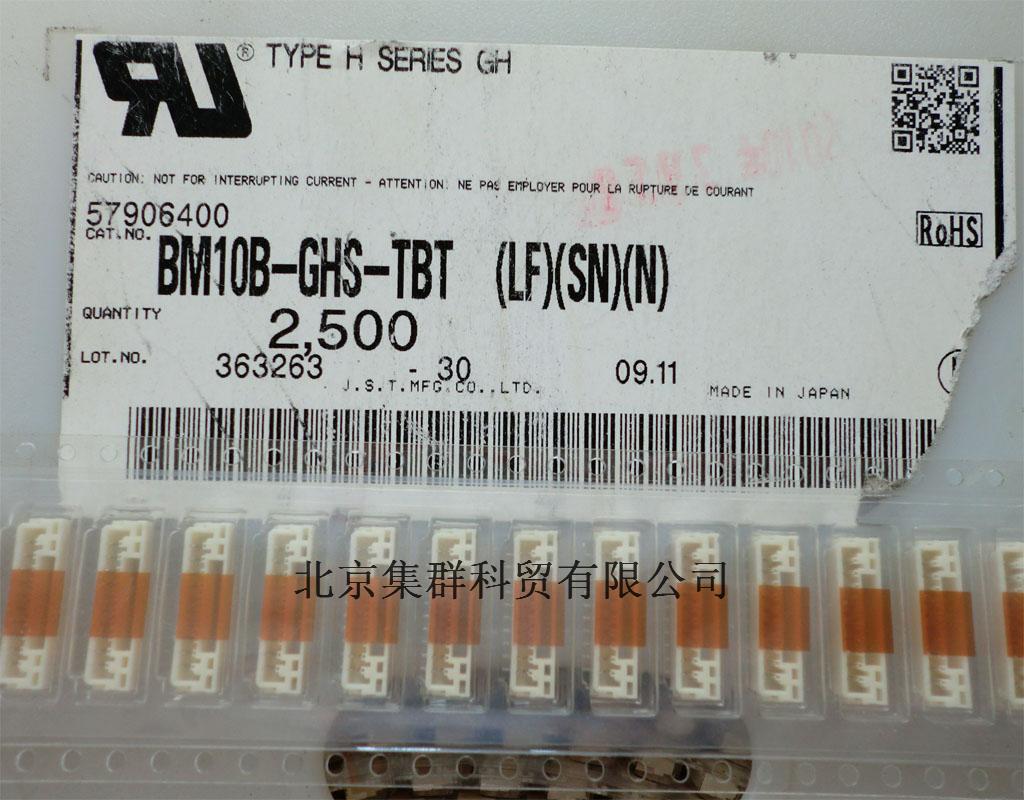 ® TYPE H SERIES GH
CAUTION: NOT FOR INTERRUPTING CURRENT - ATTENTION: NE PAS EMPLOYER POUR LA RUPTURE DE COURANT
57906400
RoHS
CAT.NO. BM10B-GHS-TBT (LF)(SN)(N)
QUANTITY 2,500
LOT.NO. 363263 - 30 09.11
J.S.T.MFG.CO.,LTD. MADE IN JAPAN
北京集群科贸有限公司